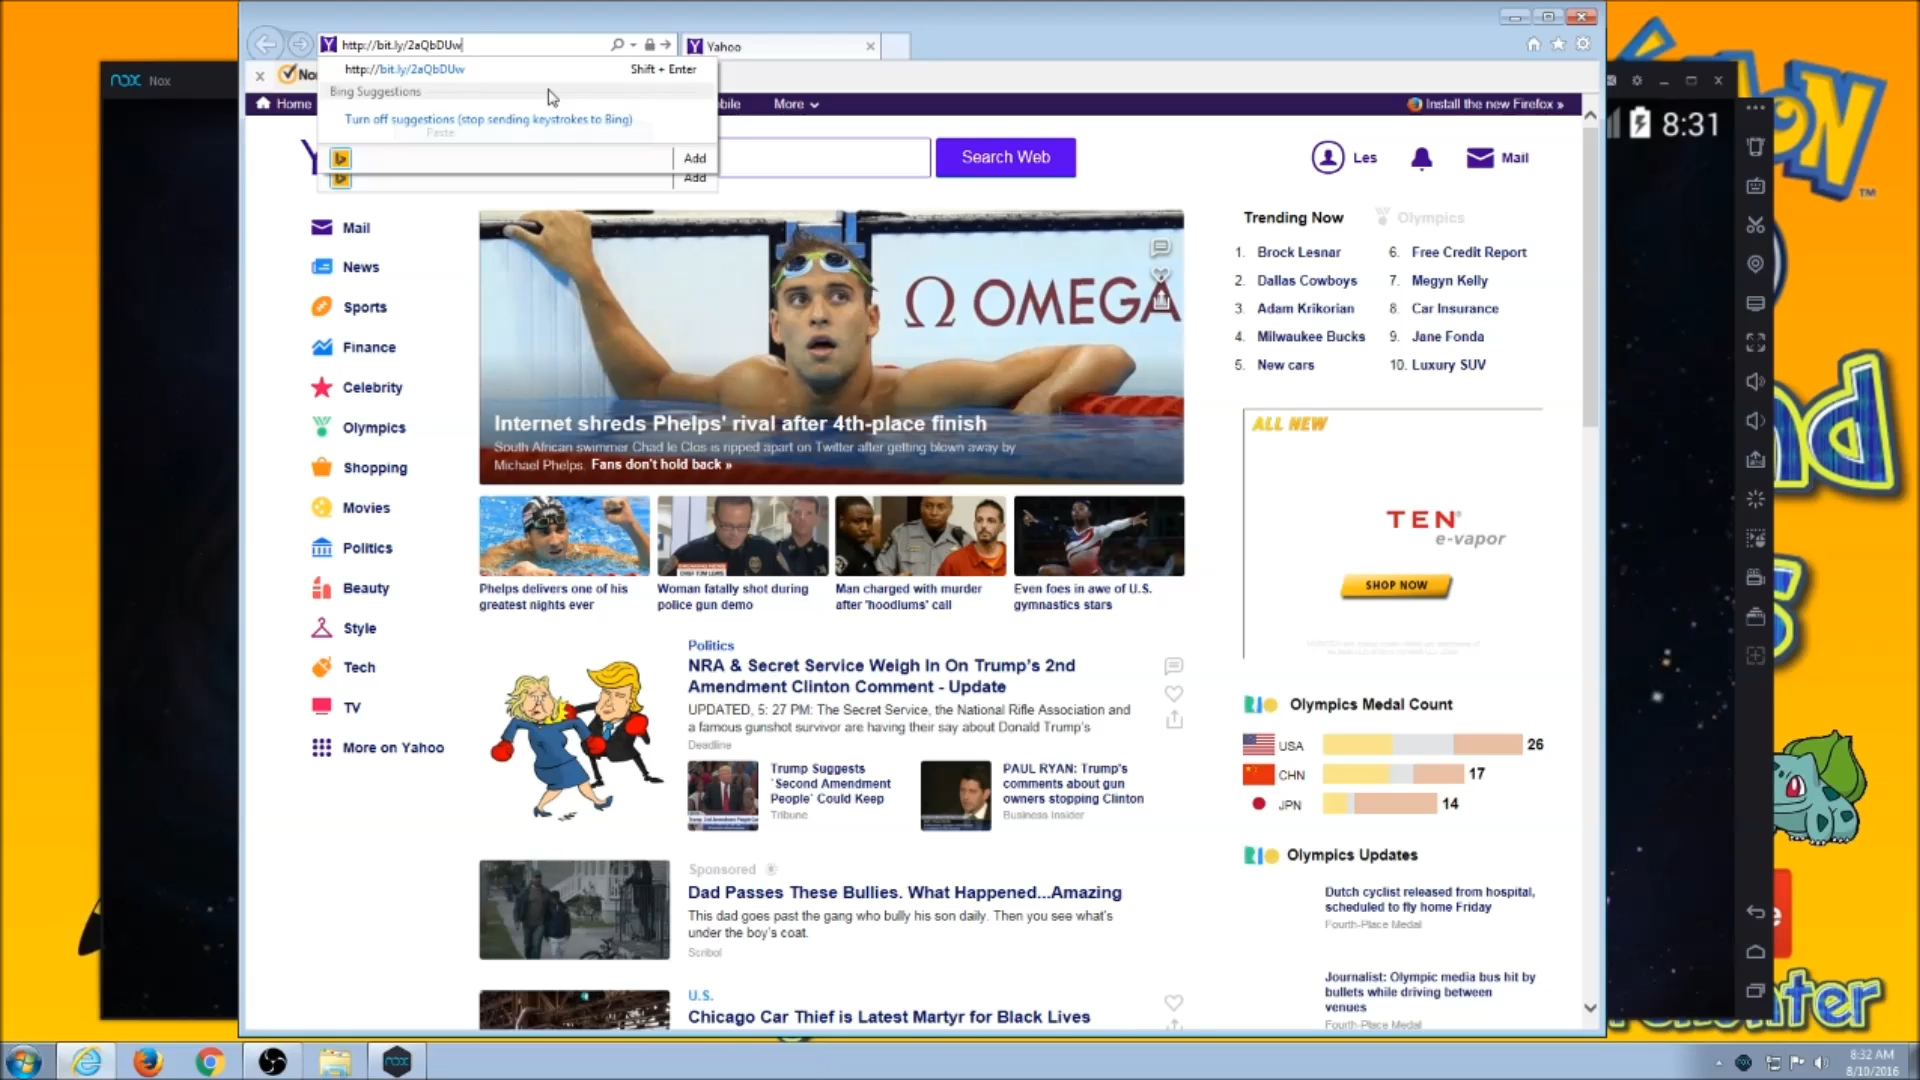 http://bit.ly/2aQbDUw
Yahoo
http://bit.ly/2aQbDUw Shift + Enter
Bing Suggestions
Turn off suggestions (stop sending keystrokes to Bing)
Paste
Add
Add
nox Nox
Home
More
Install the new Firefox »
8:31
Search Web
Les
Mail
Mail
News
Sports
Finance
Celebrity
Olympics
Shopping
Movies
Politics
Beauty
Style
Tech
TV
More on Yahoo
OMEGA
Internet shreds Phelps' rival after 4th-place finish
South African swimmer Chad le Clos is ripped apart on Twitter after getting blown away by
Michael Phelps. Fans don't hold back »
Phelps delivers one of his
greatest nights ever
Woman fatally shot during
police gun demo
Man charged with murder
after 'hoodlums' call
Even foes in awe of U.S.
gymnastics stars
Politics
NRA & Secret Service Weigh In On Trump's 2nd
Amendment Clinton Comment - Update
UPDATED, 5: 27 PM: The Secret Service, the National Rifle Association and
a famous gunshot survivor are having their say about Donald Trump's
Deadline
Trump Suggests
`Second Amendment
People' Could Keep
Tribune
PAUL RYAN: Trump's
comments about gun
owners stopping Clinton
Business Insider
Sponsored
Dad Passes These Bullies. What Happened...Amazing
This dad goes past the gang who bully his son daily. Then you see what's
under the boy's coat.
Scribol
U.S.
Chicago Car Thief is Latest Martyr for Black Lives
Trending Now
Olympics
1. Brock Lesnar
2. Dallas Cowboys
3. Adam Krikorian
4. Milwaukee Bucks
5. New cars
6. Free Credit Report
7. Megyn Kelly
8. Car Insurance
9. Jane Fonda
10. Luxury SUV
ALL NEW
TEN
e-vapor
SHOP NOW
RIO Olympics Medal Count
USA 26
CHN 17
JPN 14
RIO Olympics Updates
Dutch cyclist released from hospital,
scheduled to fly home Friday
Fourth-Place Medal
Journalist: Olympic media bus hit by
bullets while driving between
venues
Fourth-Place Medal
nox
8:32 AM
8/10/2016